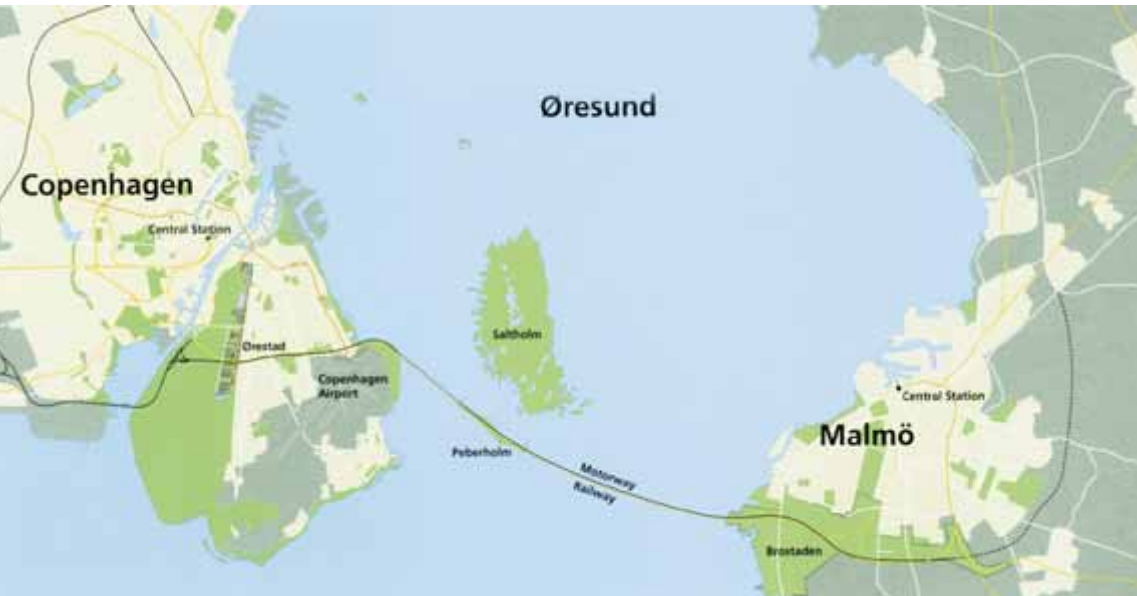 Øresund
Copenhagen
Central Station
Saltholm
Ørestad
Copenhagen
Airport
Central Station
Malmö
Peberholm
Motorway
Railway
Brostaden